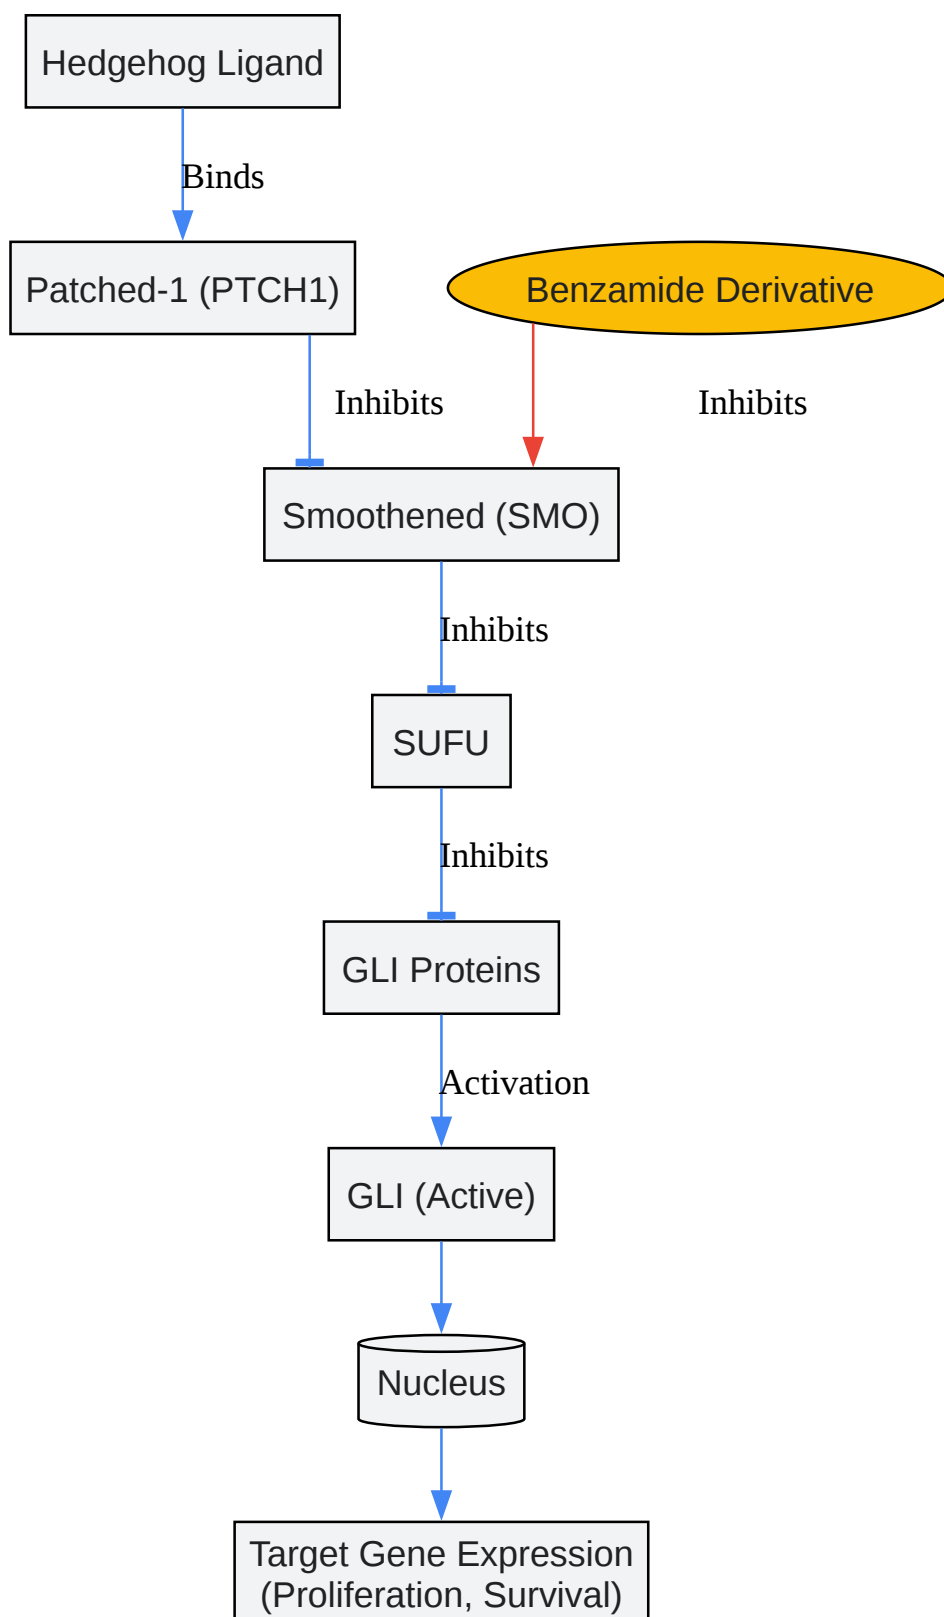 Hedgehog Ligand
Binds
Patched-1 (PTCH1)
Benzamide Derivative
Inhibits
Inhibits
Smoothened (SMO)
Inhibits
SUFU
Inhibits
GLI Proteins
Activation
GLI (Active)
Nucleus
Target Gene Expression
(Proliferation, Survival)